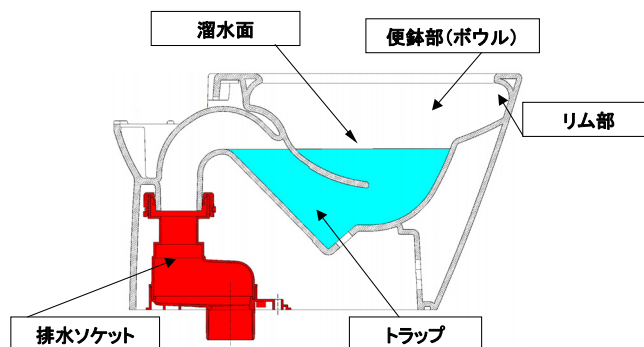 溜水面
便鉢部（ボウル）
リム部
排水ソケット
トラップ